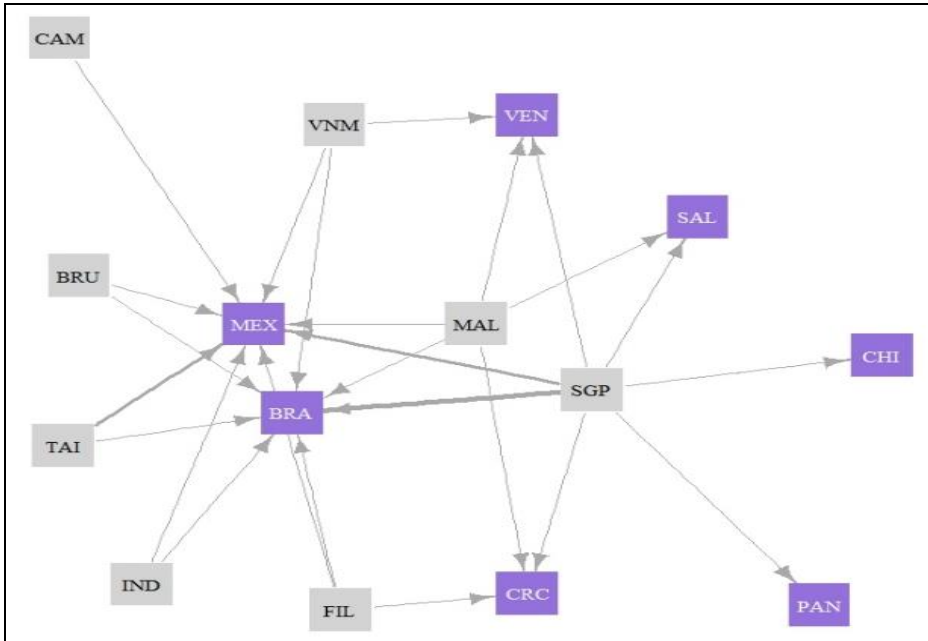 CAM
VNM
VEN
SAL
BRU
MEX
MAL
CHI
SGP
BRA
TAI
IND
FIL
CRC
PAN